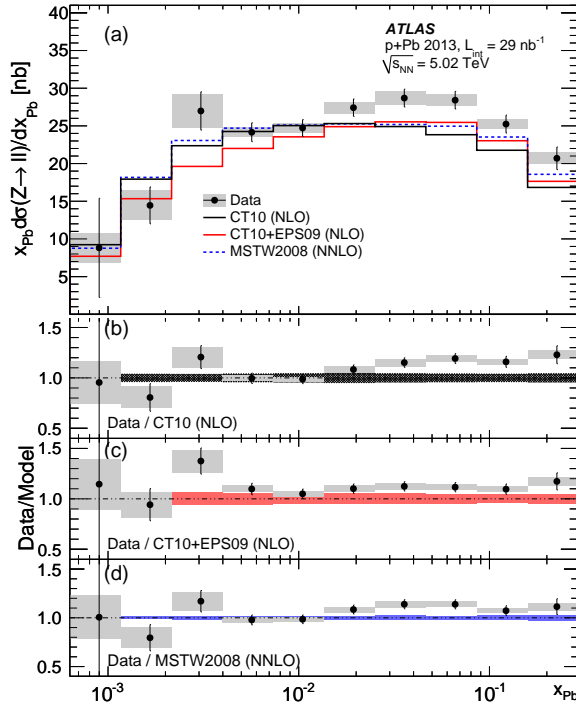 (a)
ATLAS
p+Pb 2013, L_int = 29 nb⁻¹
√s_NN = 5.02 TeV
x_Pb dσ(Z→ ll)/dx_Pb [nb]
40
35
30
25
20
15
10
5
Data
CT10 (NLO)
CT10+EPS09 (NLO)
MSTW2008 (NNLO)
(b)
1.5
1.0
0.5
Data / CT10 (NLO)
Data/Model
(c)
1.5
1.0
0.5
Data / CT10+EPS09 (NLO)
(d)
1.5
1.0
0.5
Data / MSTW2008 (NNLO)
10⁻³ 10⁻² 10⁻¹ x_Pb